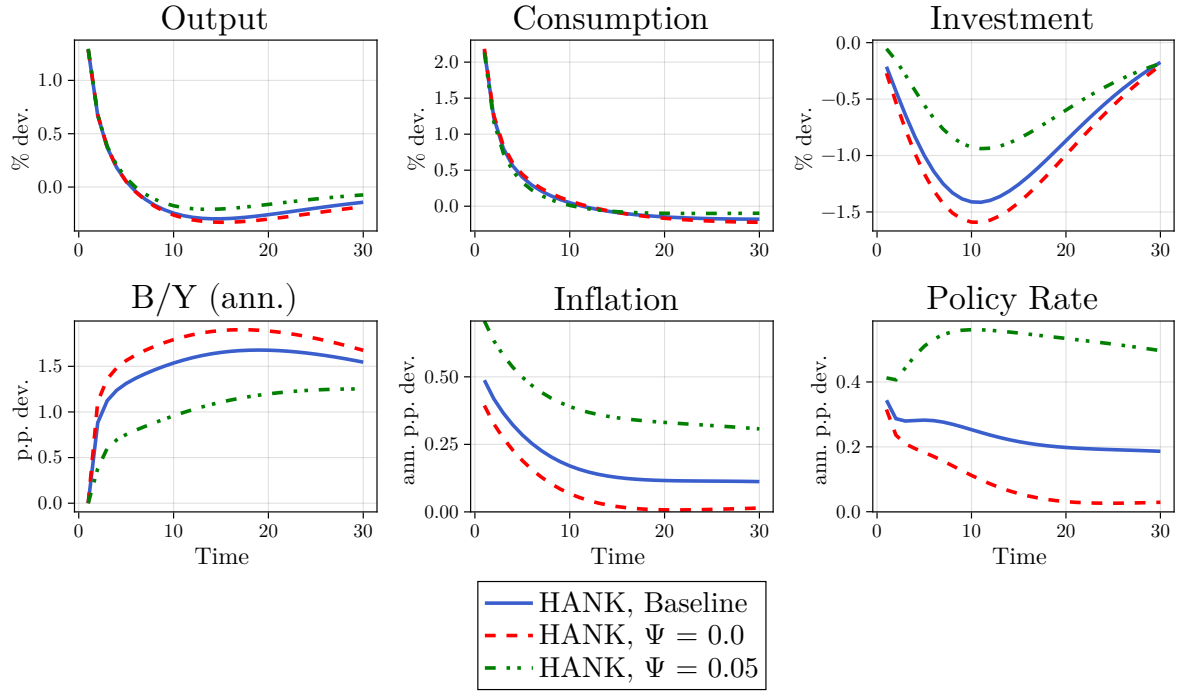 Output
% dev.
1.0
0.5
0.0
0
10
20
30
Consumption
% dev.
2.0
1.5
1.0
0.5
0.0
0
10
20
30
Investment
% dev.
0.0
−0.5
−1.0
−1.5
0
10
20
30
B/Y (ann.)
p.p. dev.
1.5
1.0
0.5
0.0
0
10
20
30
Time
Inflation
ann. p.p. dev.
0.50
0.25
0.00
0
10
20
30
Time
Policy Rate
ann. p.p. dev.
0.4
0.2
0.0
0
10
20
30
Time
HANK, Baseline
HANK, Ψ = 0.0
HANK, Ψ = 0.05